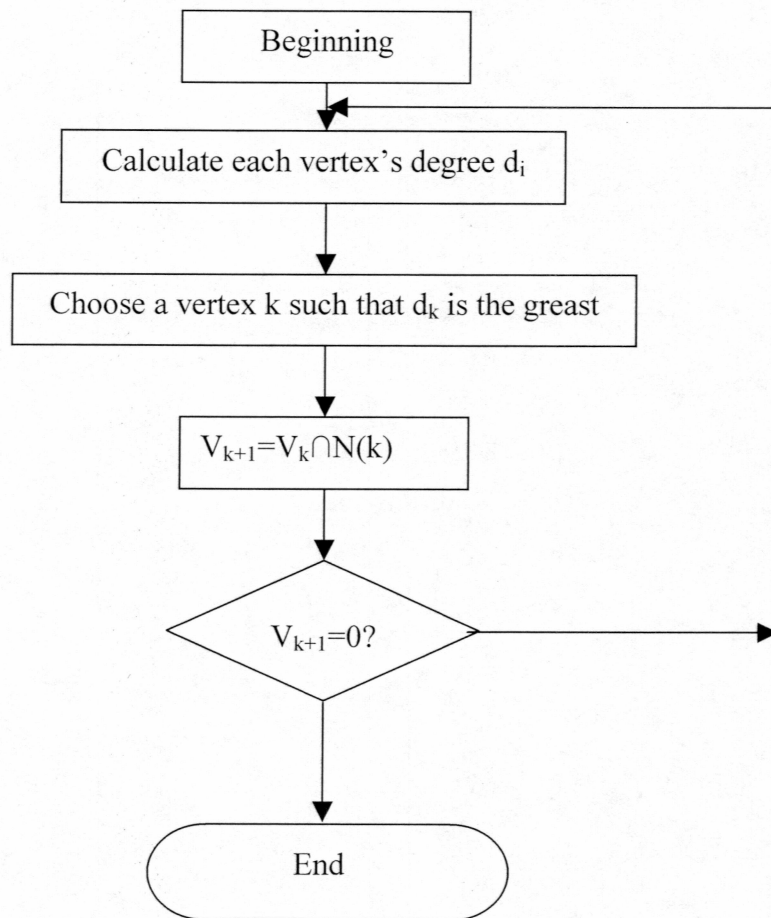 Beginning
Calculate each vertex’s degree dᵢ
Choose a vertex k such that dₖ is the greast
Vₖ₊₁=Vₖ∩N(k)
Vₖ₊₁=0?
End